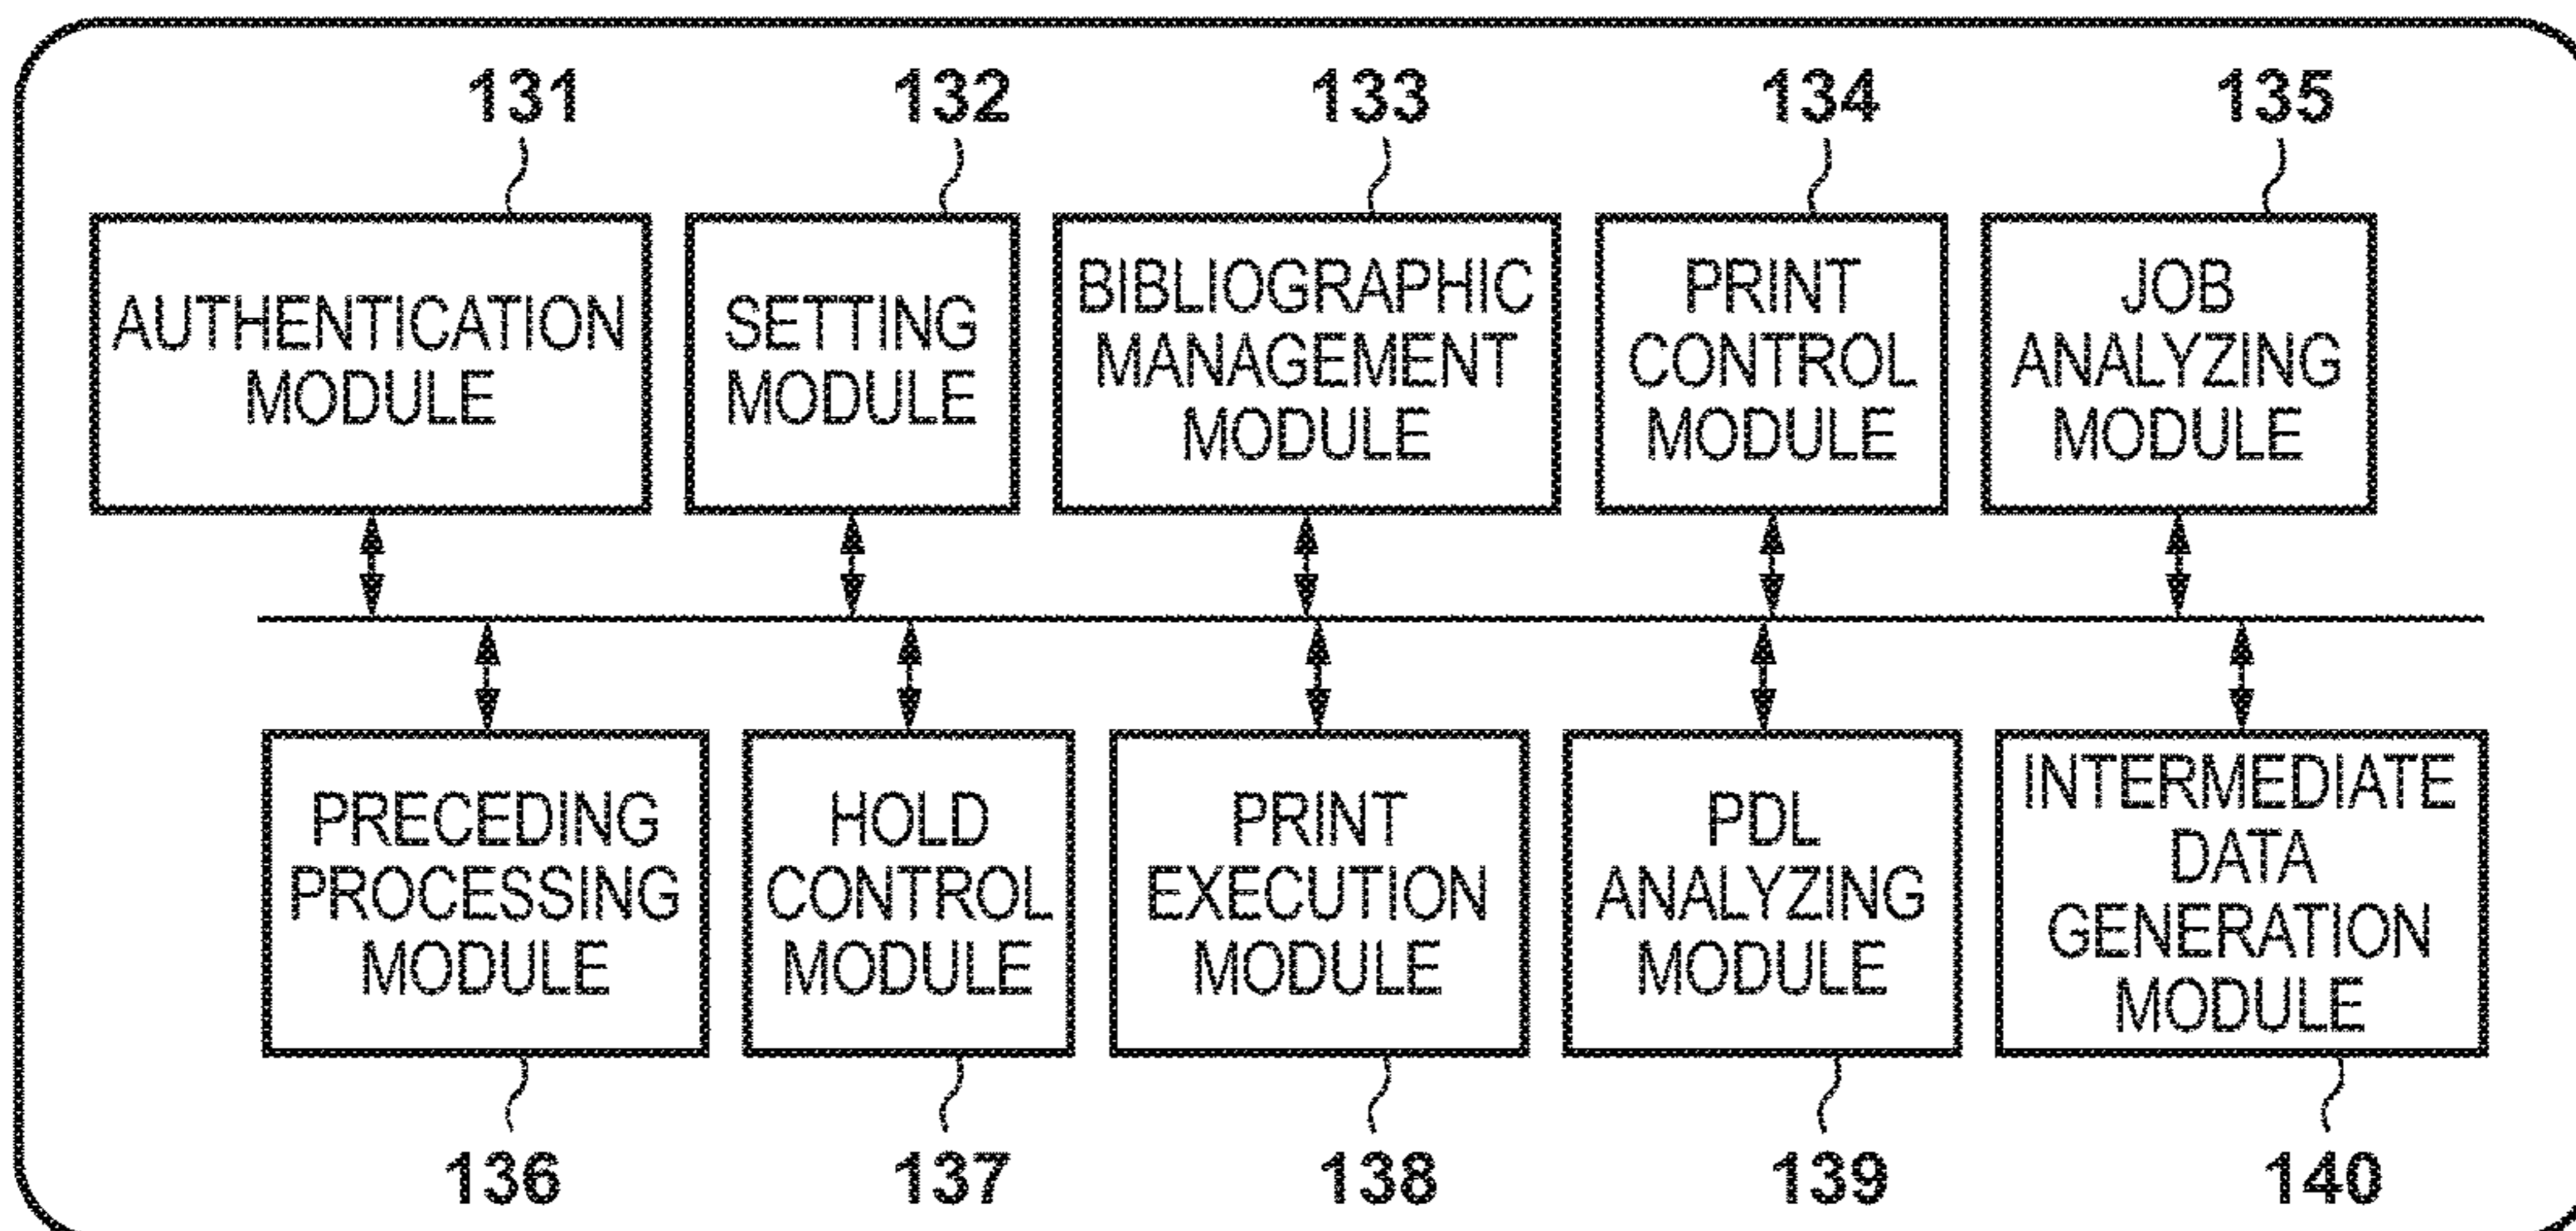 131
132
133
134
135
AUTHENTICATION
MODULE
SETTING
MODULE
BIBLIOGRAPHIC
MANAGEMENT
MODULE
PRINT
CONTROL
MODULE
JOB
ANALYZING
MODULE
PRECEDING
PROCESSING
MODULE
HOLD
CONTROL
MODULE
PRINT
EXECUTION
MODULE
PDL
ANALYZING
MODULE
INTERMEDIATE
DATA
GENERATION
MODULE
136
137
138
139
140